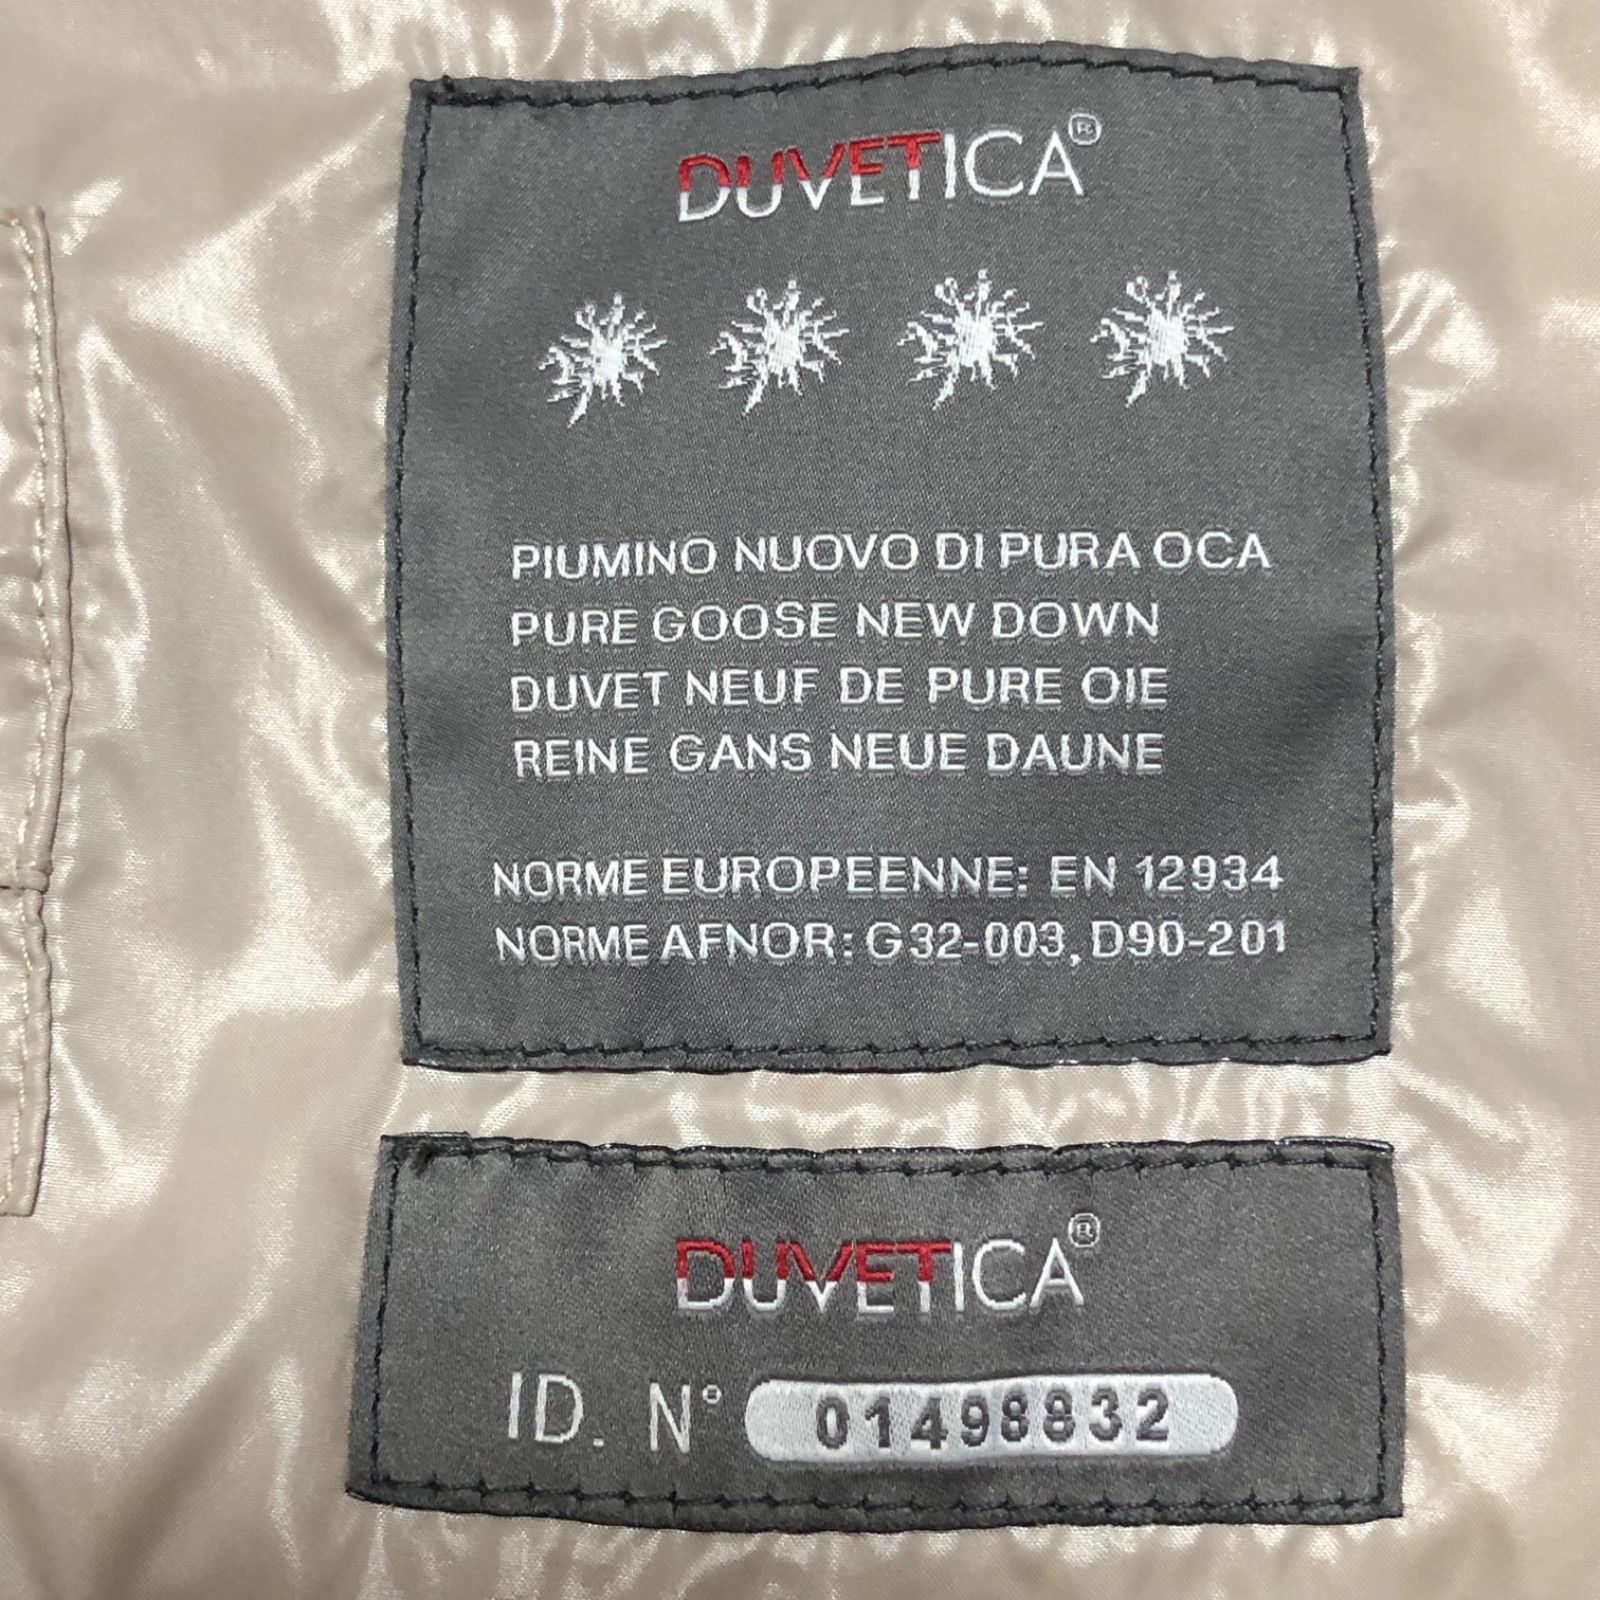 DUVETICA®
PIUMINO NUOVO DI PURA OCA
PURE GOOSE NEW DOWN
DUVET NEUF DE PURE OIE
REINE GANS NEUE DAUNE
NORME EUROPEENNE: EN 12934
NORME AFNOR: G32-003, D90-201
DUVETICA®
ID. N° 01498832